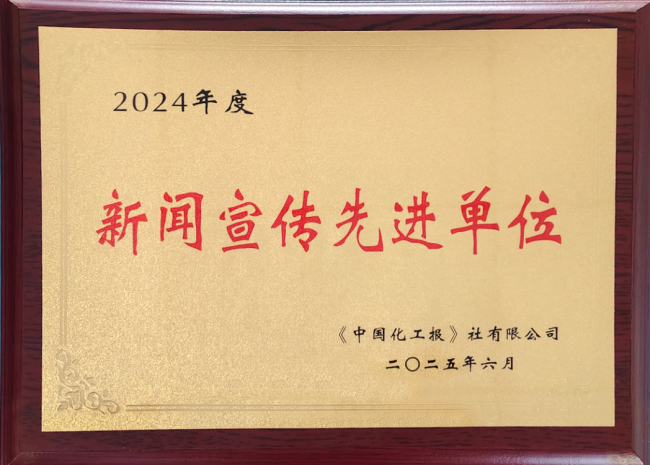 2024年度
新闻宣传先进单位
《中国化工报》社有限公司
二〇二五年六月